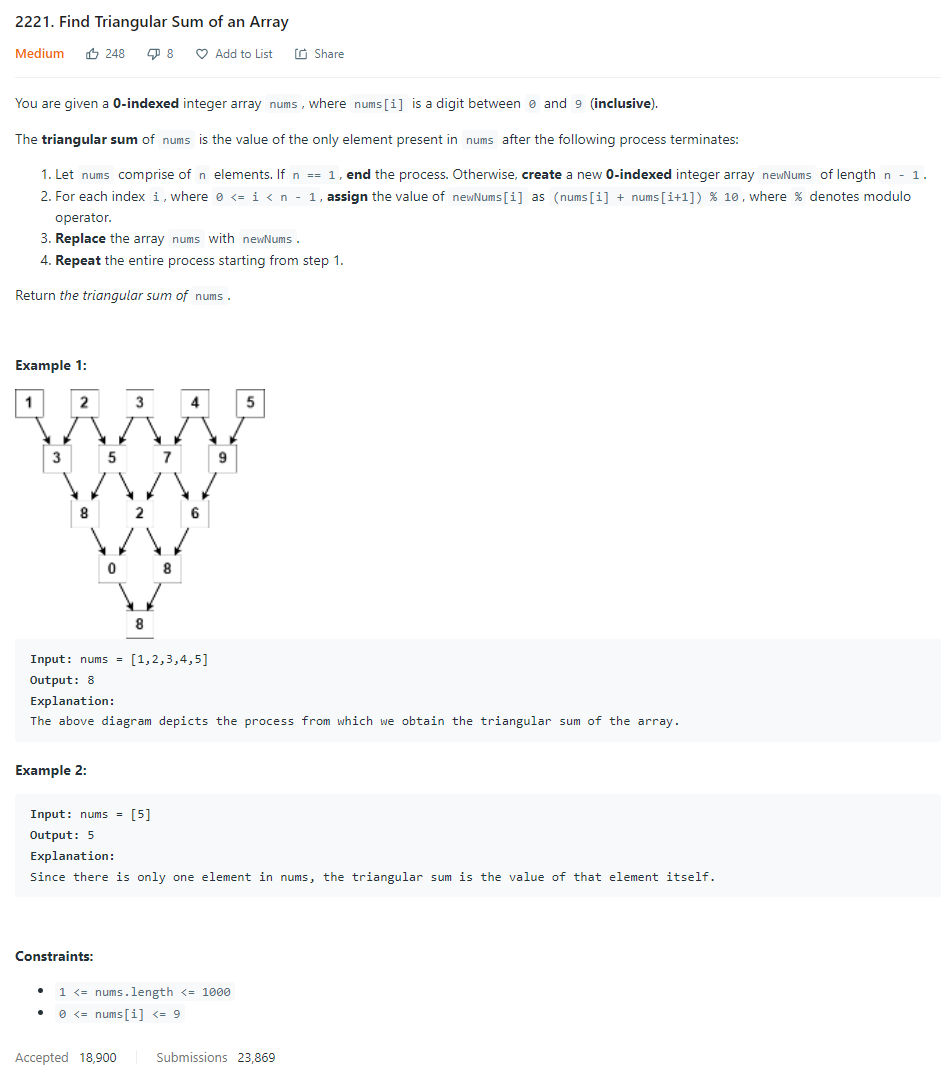 2221. Find Triangular Sum of an Array
Medium 248 8 Add to List Share
You are given a 0-indexed integer array nums, where nums[i] is a digit between 0 and 9 (inclusive).
The triangular sum of nums is the value of the only element present in nums after the following process terminates:
1. Let nums comprise of n elements. If n == 1, end the process. Otherwise, create a new 0-indexed integer array newNums of length n - 1.
2. For each index i, where 0 <= i < n - 1, assign the value of newNums[i] as (nums[i] + nums[i+1]) % 10, where % denotes modulo
operator.
3. Replace the array nums with newNums.
4. Repeat the entire process starting from step 1.
Return the triangular sum of nums.
Example 1:
1 2 3 4 5
3 5 7 9
8 2 6
0 8
8
Input: nums = [1,2,3,4,5]
Output: 8
Explanation:
The above diagram depicts the process from which we obtain the triangular sum of the array.
Example 2:
Input: nums = [5]
Output: 5
Explanation:
Since there is only one element in nums, the triangular sum is the value of that element itself.
Constraints:
• 1 <= nums.length <= 1000
• 0 <= nums[i] <= 9
Accepted 18,900 Submissions 23,869